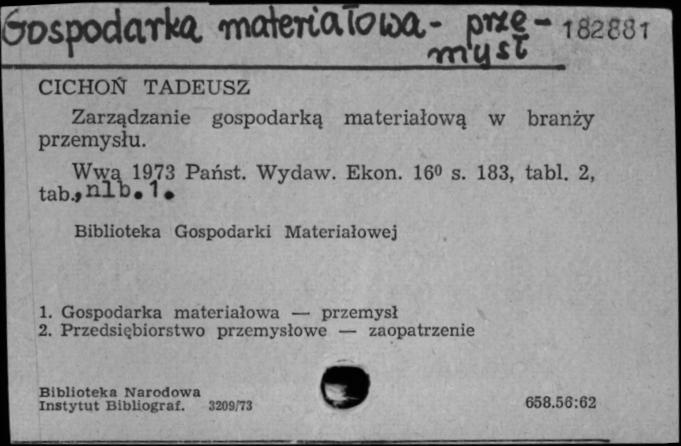 Gospodarka materiałowa - prze- 182881
mysł
CICHOŃ TADEUSZ
Zarządzanie gospodarką materiałową w branży
przemysłu.
Wwa 1973 Państ. Wydaw. Ekon. 16⁰ s. 183, tabl. 2,
tab., nlb. 1.
Biblioteka Gospodarki Materiałowej
1. Gospodarka materiałowa — przemysł
2. Przedsiębiorstwo przemysłowe — zaopatrzenie
Biblioteka Narodowa
Instytut Bibliograf. 3209/73 658.56:62